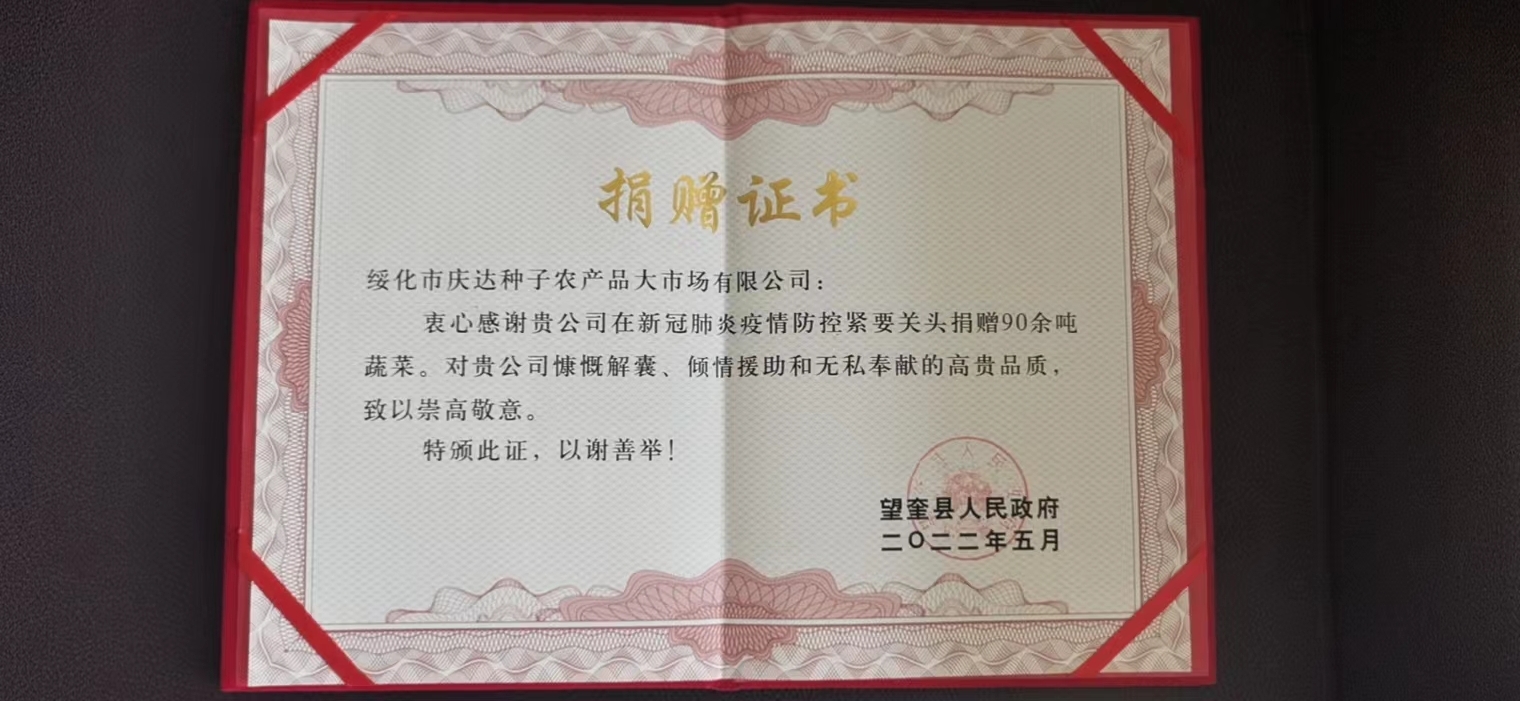 捐赠证书
绥化市庆达种子农产品大市场有限公司：
衷心感谢贵公司在新冠肺炎疫情防控紧要关头捐赠90余吨
蔬菜。对贵公司慷慨解囊、倾情援助和无私奉献的高贵品质，
致以崇高敬意。
特颁此证，以谢善举！
望奎县人民政府
二〇二二年五月